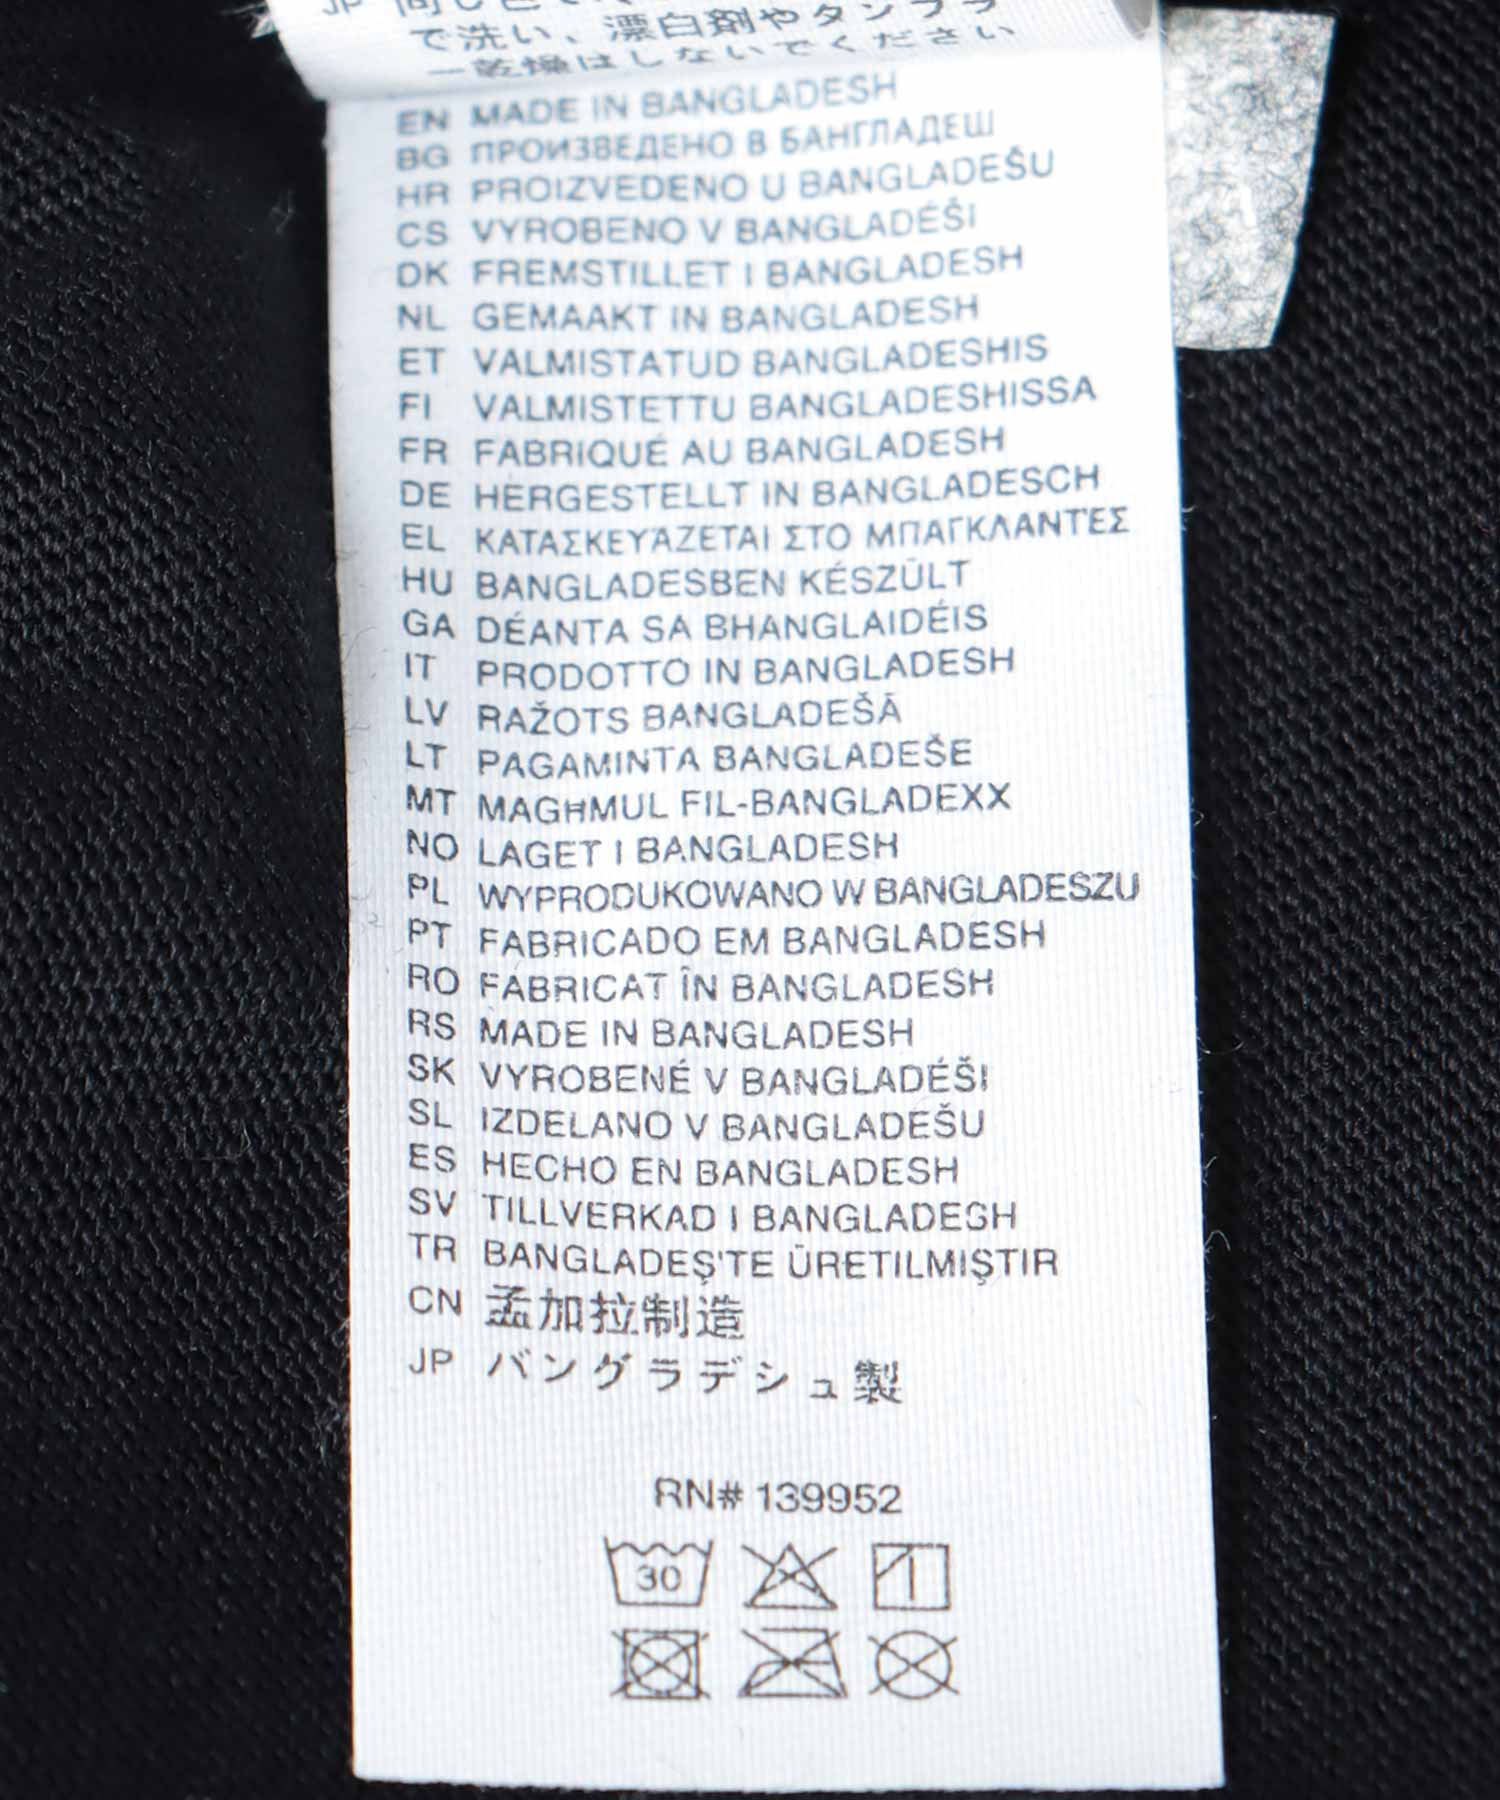 で洗い、漂白剤やタンブラ
ー乾燥はしないでください
EN MADE IN BANGLADESH
BG ПРОИЗВЕДЕНО В БАНГЛАДЕШ
HR PROIZVEDENO U BANGLADEŠU
CS VYROBENO V BANGLADÉŠI
DK FREMSTILLET I BANGLADESH
NL GEMAAKT IN BANGLADESH
ET VALMISTATUD BANGLADESHIS
FI VALMISTETTU BANGLADESHISSA
FR FABRIQUÉ AU BANGLADESH
DE HERGESTELLT IN BANGLADESCH
EL ΚΑΤΑΣΚΕΥΆΖΕΤΑΙ ΣΤΟ ΜΠΑΓΚΛΑΝΤΈΣ
HU BANGLADESBEN KÉSZÜLT
GA DÉANTA SA BHANGLAIDÉIS
IT PRODOTTO IN BANGLADESH
LV RAŽOTS BANGLADEŠĀ
LT PAGAMINTA BANGLADEŠE
MT MAGĦMUL FIL-BANGLADEXX
NO LAGET I BANGLADESH
PL WYPRODUKOWANO W BANGLADESZU
PT FABRICADO EM BANGLADESH
RO FABRICAT ÎN BANGLADESH
RS MADE IN BANGLADESH
SK VYROBENÉ V BANGLADÉŠI
SL IZDELANO V BANGLADEŠU
ES HECHO EN BANGLADESH
SV TILLVERKAD I BANGLADESH
TR BANGLADEŞ'TE ÜRETILMIŞTIR
CN 孟加拉制造
JP バングラデシュ製
RN# 139952
30